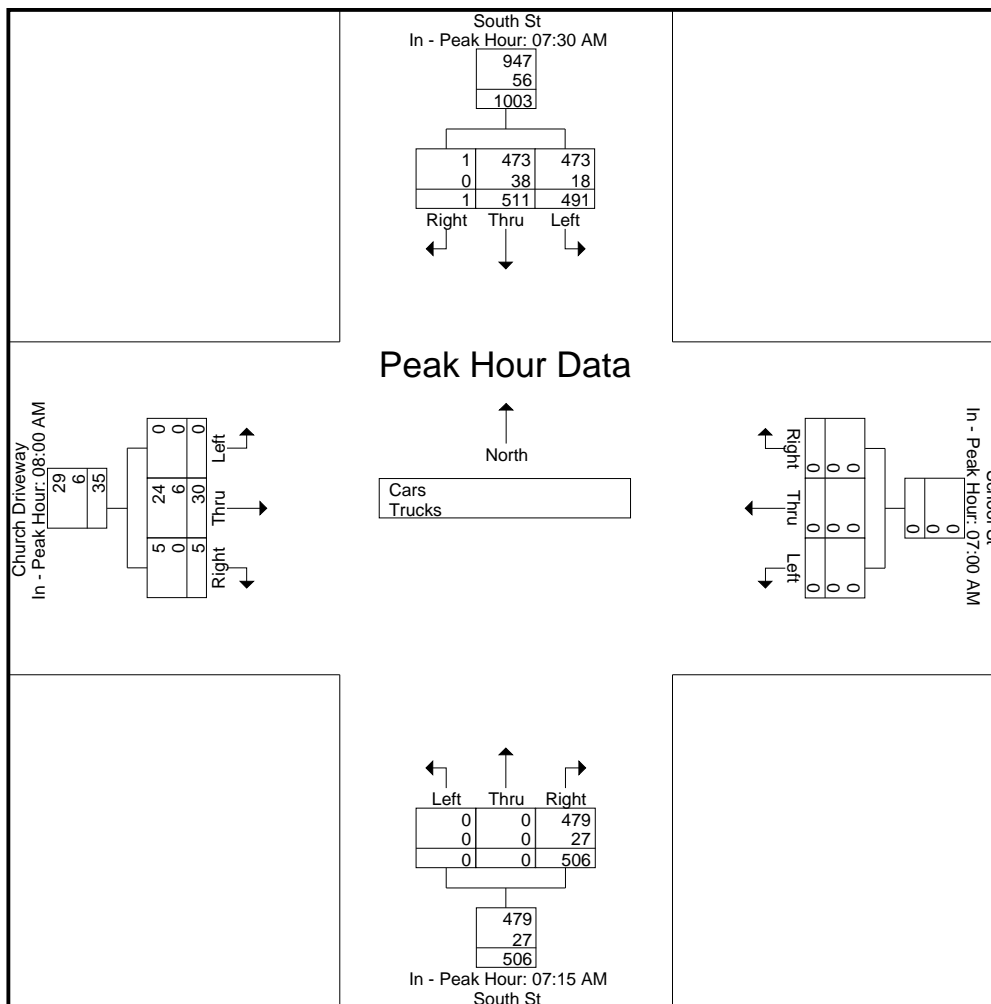 South St
In - Peak Hour: 07:30 AM
947
56
1003
1 473 473
0 38 18
1 511 491
Right Thru Left
Peak Hour Data
North
Cars
Trucks
Church Driveway
In - Peak Hour: 08:00 AM
29
6
35
0 0 0
Left
24 6 30
Thru
5 0 5
Right
Right
0 0 0
Thru
0 0 0
Left
0 0 0
0 0 0
In - Peak Hour: 07:00 AM
Left Thru Right
0 0 479
0 0 27
0 0 506
479
27
506
In - Peak Hour: 07:15 AM
South St